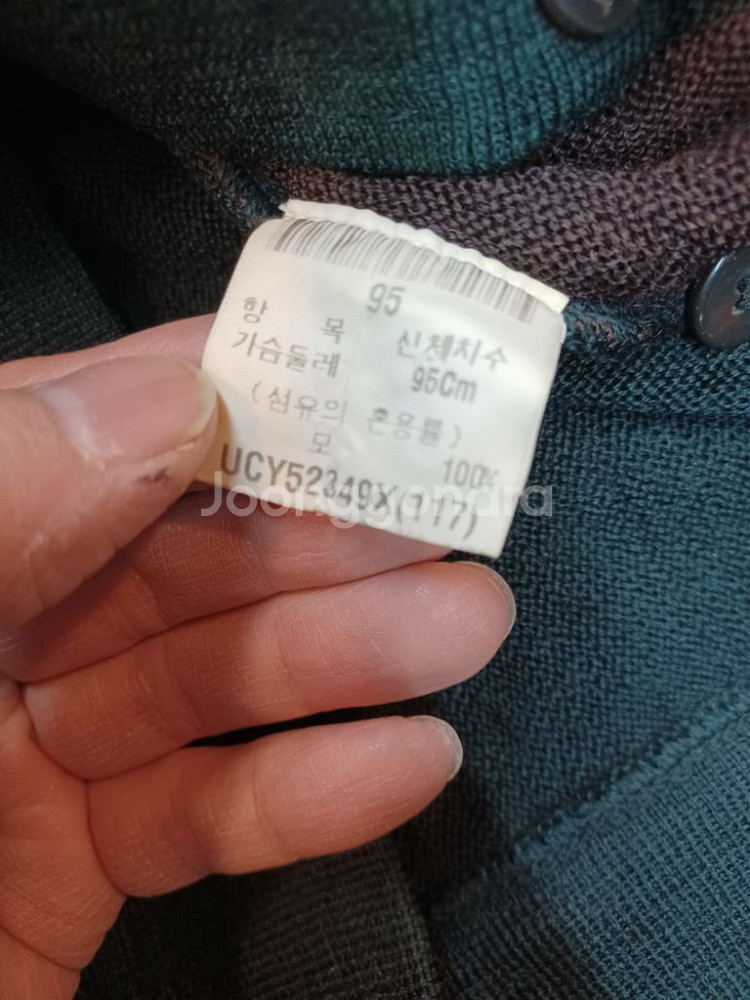 95
항 목 신체치수
가슴둘레 95Cm
(섬유의 혼용률)
모 100%
UCY52349X(117)
Joonggonara